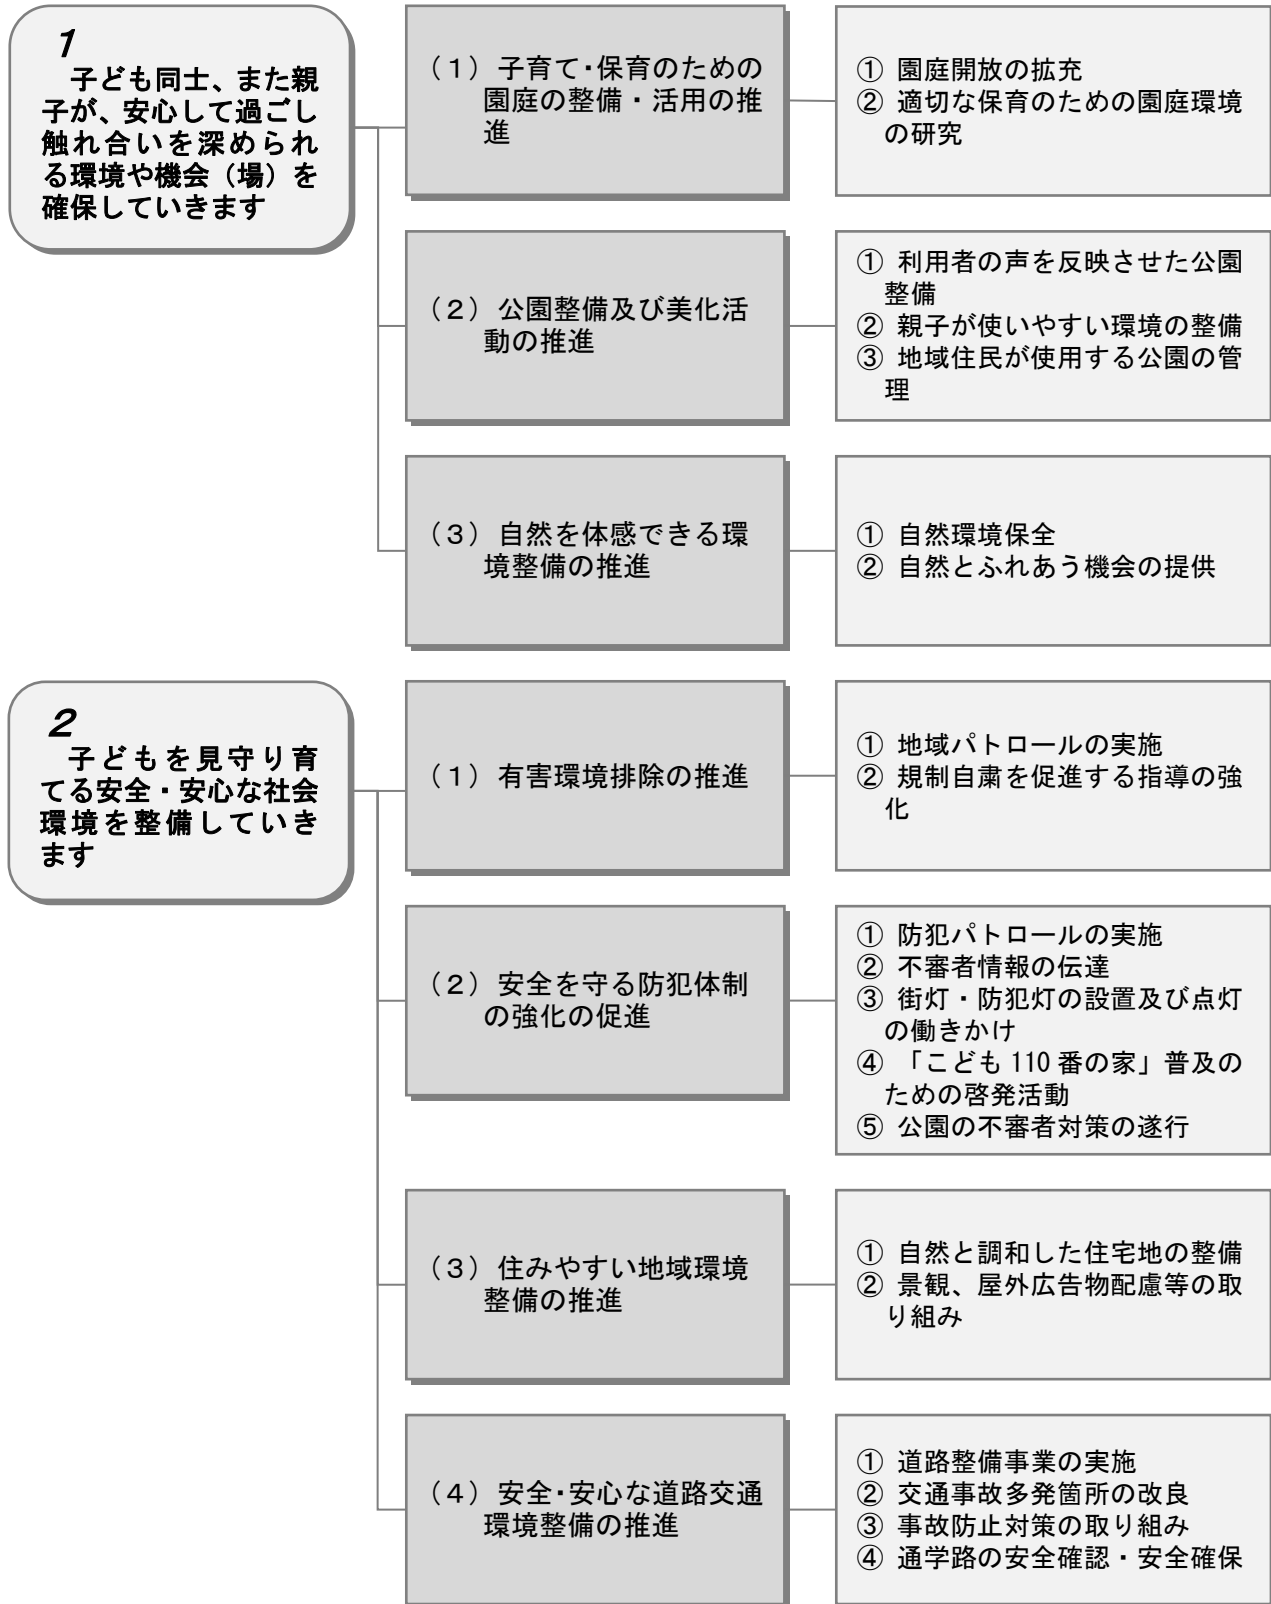 1
子ども同士、また親
子が、安心して過ごし
触れ合いを深められ
る環境や機会（場）を
確保していきます
（１）子育て・保育のための
園庭の整備・活用の推
進
① 園庭開放の拡充
② 適切な保育のための園庭環境
の研究
（２）公園整備及び美化活
動の推進
① 利用者の声を反映させた公園
整備
② 親子が使いやすい環境の整備
③ 地域住民が使用する公園の管
理
（３）自然を体感できる環
境整備の推進
① 自然環境保全
② 自然とふれあう機会の提供
2
子どもを見守り育
てる安全・安心な社会
環境を整備していき
ます
（１）有害環境排除の推進
① 地域パトロールの実施
② 規制自粛を促進する指導の強
化
（２）安全を守る防犯体制
の強化の促進
① 防犯パトロールの実施
② 不審者情報の伝達
③ 街灯・防犯灯の設置及び点灯
の働きかけ
④ 「こども 110 番の家」普及の
ための啓発活動
⑤ 公園の不審者対策の遂行
（３）住みやすい地域環境
整備の推進
① 自然と調和した住宅地の整備
② 景観、屋外広告物配慮等の取
り組み
（４）安全・安心な道路交通
環境整備の推進
① 道路整備事業の実施
② 交通事故多発箇所の改良
③ 事故防止対策の取り組み
④ 通学路の安全確認・安全確保